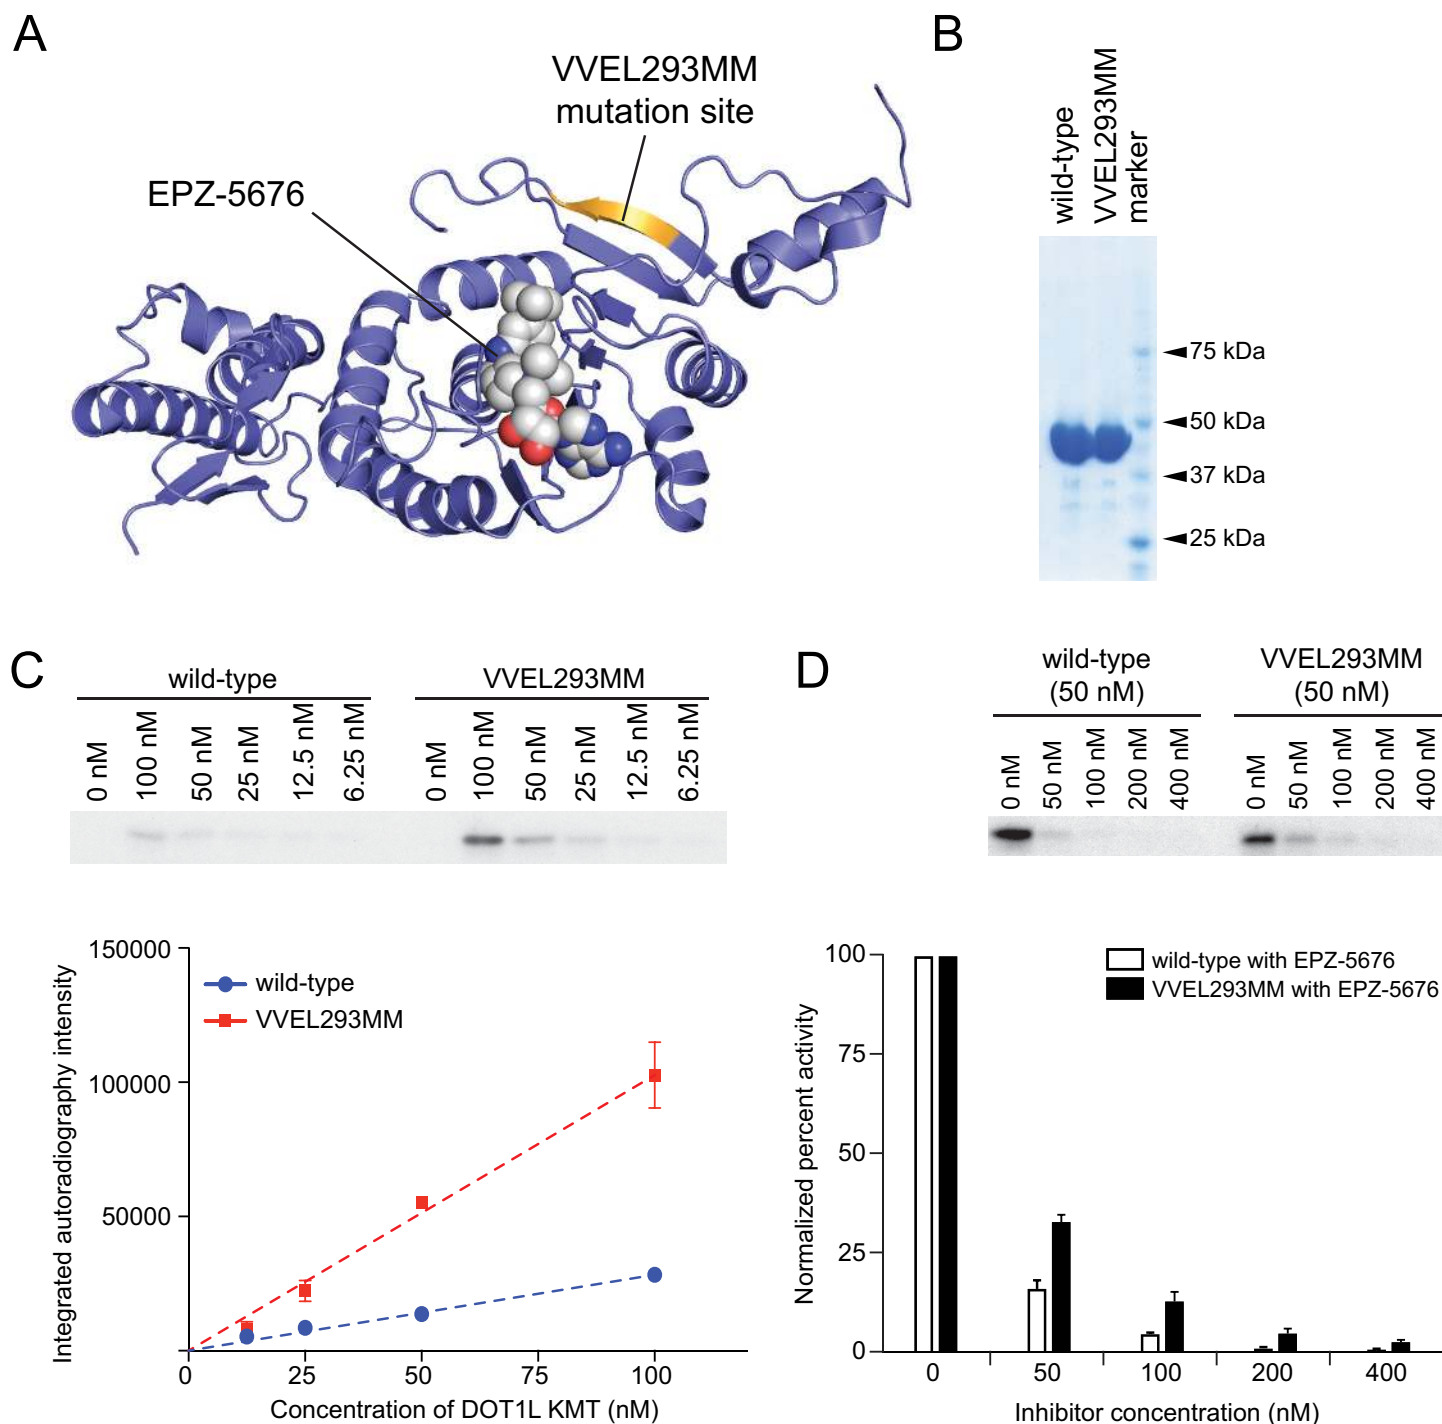 A
VVEL293MM
mutation site
EPZ-5676
B
wild-type
VVEL293MM
marker
75 kDa
50 kDa
37 kDa
25 kDa
C
wild-type
VVEL293MM
0 nM
100 nM
50 nM
25 nM
12.5 nM
6.25 nM
0 nM
100 nM
50 nM
25 nM
12.5 nM
6.25 nM
Integrated autoradiography intensity
150000
100000
50000
wild-type
VVEL293MM
0 25 50 75 100
Concentration of DOT1L KMT (nM)
D
wild-type
(50 nM)
VVEL293MM
(50 nM)
0 nM
50 nM
100 nM
200 nM
400 nM
0 nM
50 nM
100 nM
200 nM
400 nM
Normalized percent activity
100
75
50
25
0
wild-type with EPZ-5676
VVEL293MM with EPZ-5676
0 50 100 200 400
Inhibitor concentration (nM)